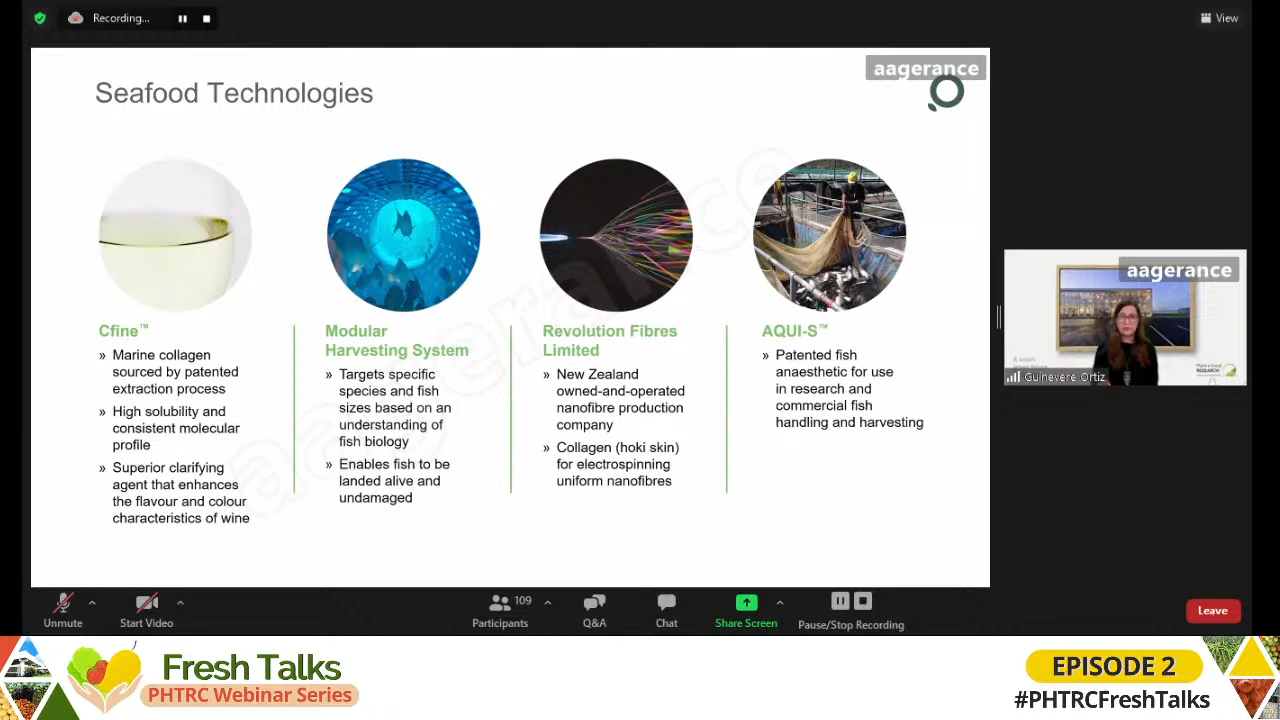 Recording...
View
aagerance
Seafood Technologies
Cfine™
» Marine collagen
sourced by patented
extraction process
» High solubility and
consistent molecular
profile
» Superior clarifying
agent that enhances
the flavour and colour
characteristics of wine
Modular
Harvesting System
» Targets specific
species and fish
sizes based on an
understanding of
fish biology
» Enables fish to be
landed alive and
undamaged
Revolution Fibres
Limited
» New Zealand
owned-and-operated
nanofibre production
company
» Collagen (hoki skin)
for electrospinning
uniform nanofibres
AQUI-S™
» Patented fish
anaesthetic for use
in research and
commercial fish
handling and harvesting
aagerance
aagerance
Guinevere Ortiz
RESEARCH
Unmute
Start Video
109
Participants
Q&A
Chat
Share Screen
Pause/Stop Recording
Leave
Fresh Talks
PHTRC Webinar Series
EPISODE 2
#PHTRCFreshTalks